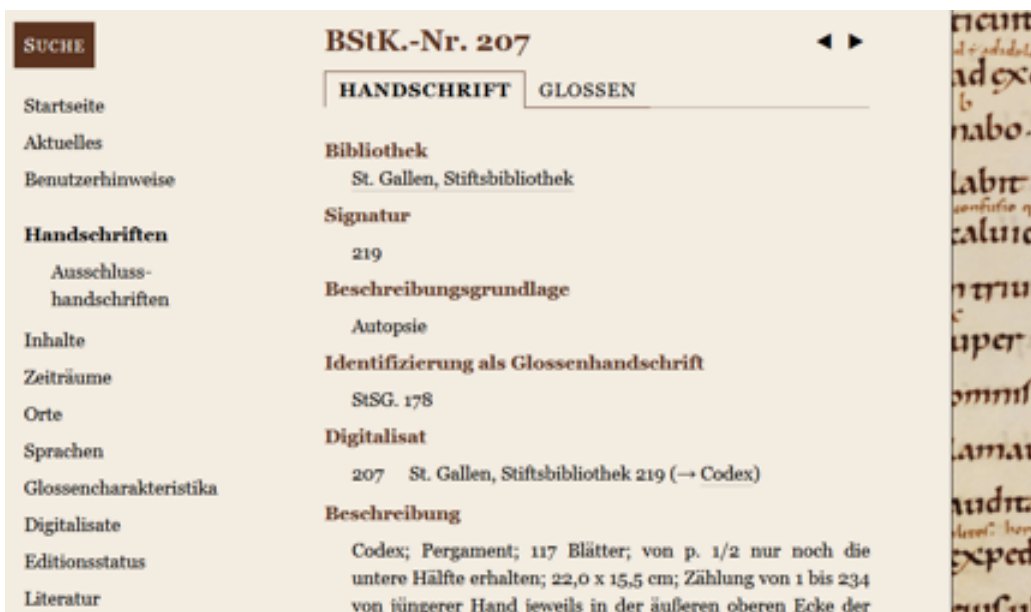 SUCHE
Startseite
Aktuelles
Benutzerhinweise
Handschriften
Ausschluss-
handschriften
Inhalte
Zeiträume
Orte
Sprachen
Glossencharakteristika
Digitalisate
Editionsstatus
Literatur
BStK.-Nr. 207
HANDSCHRIFT GLOSSEN
Bibliothek
St. Gallen, Stiftsbibliothek
Signatur
219
Beschreibungsgrundlage
Autopsie
Identifizierung als Glossenhandschrift
StSG. 178
Digitalisat
207 St. Gallen, Stiftsbibliothek 219 (→ Codex)
Beschreibung
Codex; Pergament; 117 Blätter; von p. 1/2 nur noch die
untere Hälfte erhalten; 22,0 x 15,5 cm; Zählung von 1 bis 234
von jüngerer Hand jeweils in der äußeren oberen Ecke der